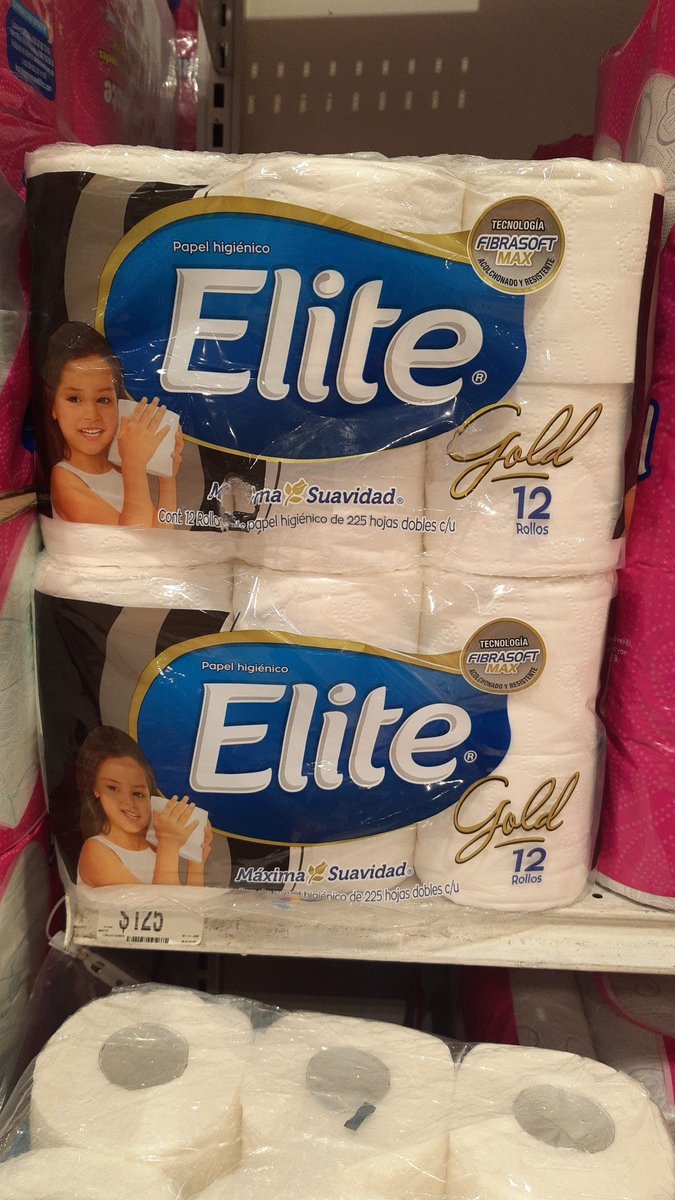 Papel higiénico
Elite®
TECNOLOGÍA
FIBRASOFT
MAX
ACOLCHONADO Y RESISTENTE
Gold
12
Rollos
Suavidad®
Cont. 12 papel higiénico de 225 hojas dobles c/u
Papel higiénico
Elite®
TECNOLOGÍA
FIBRASOFT
MAX
ACOLCHONADO Y RESISTENTE
Gold
12
Rollos
Máxima Suavidad®
higiénico de 225 hojas dobles c/u
$125